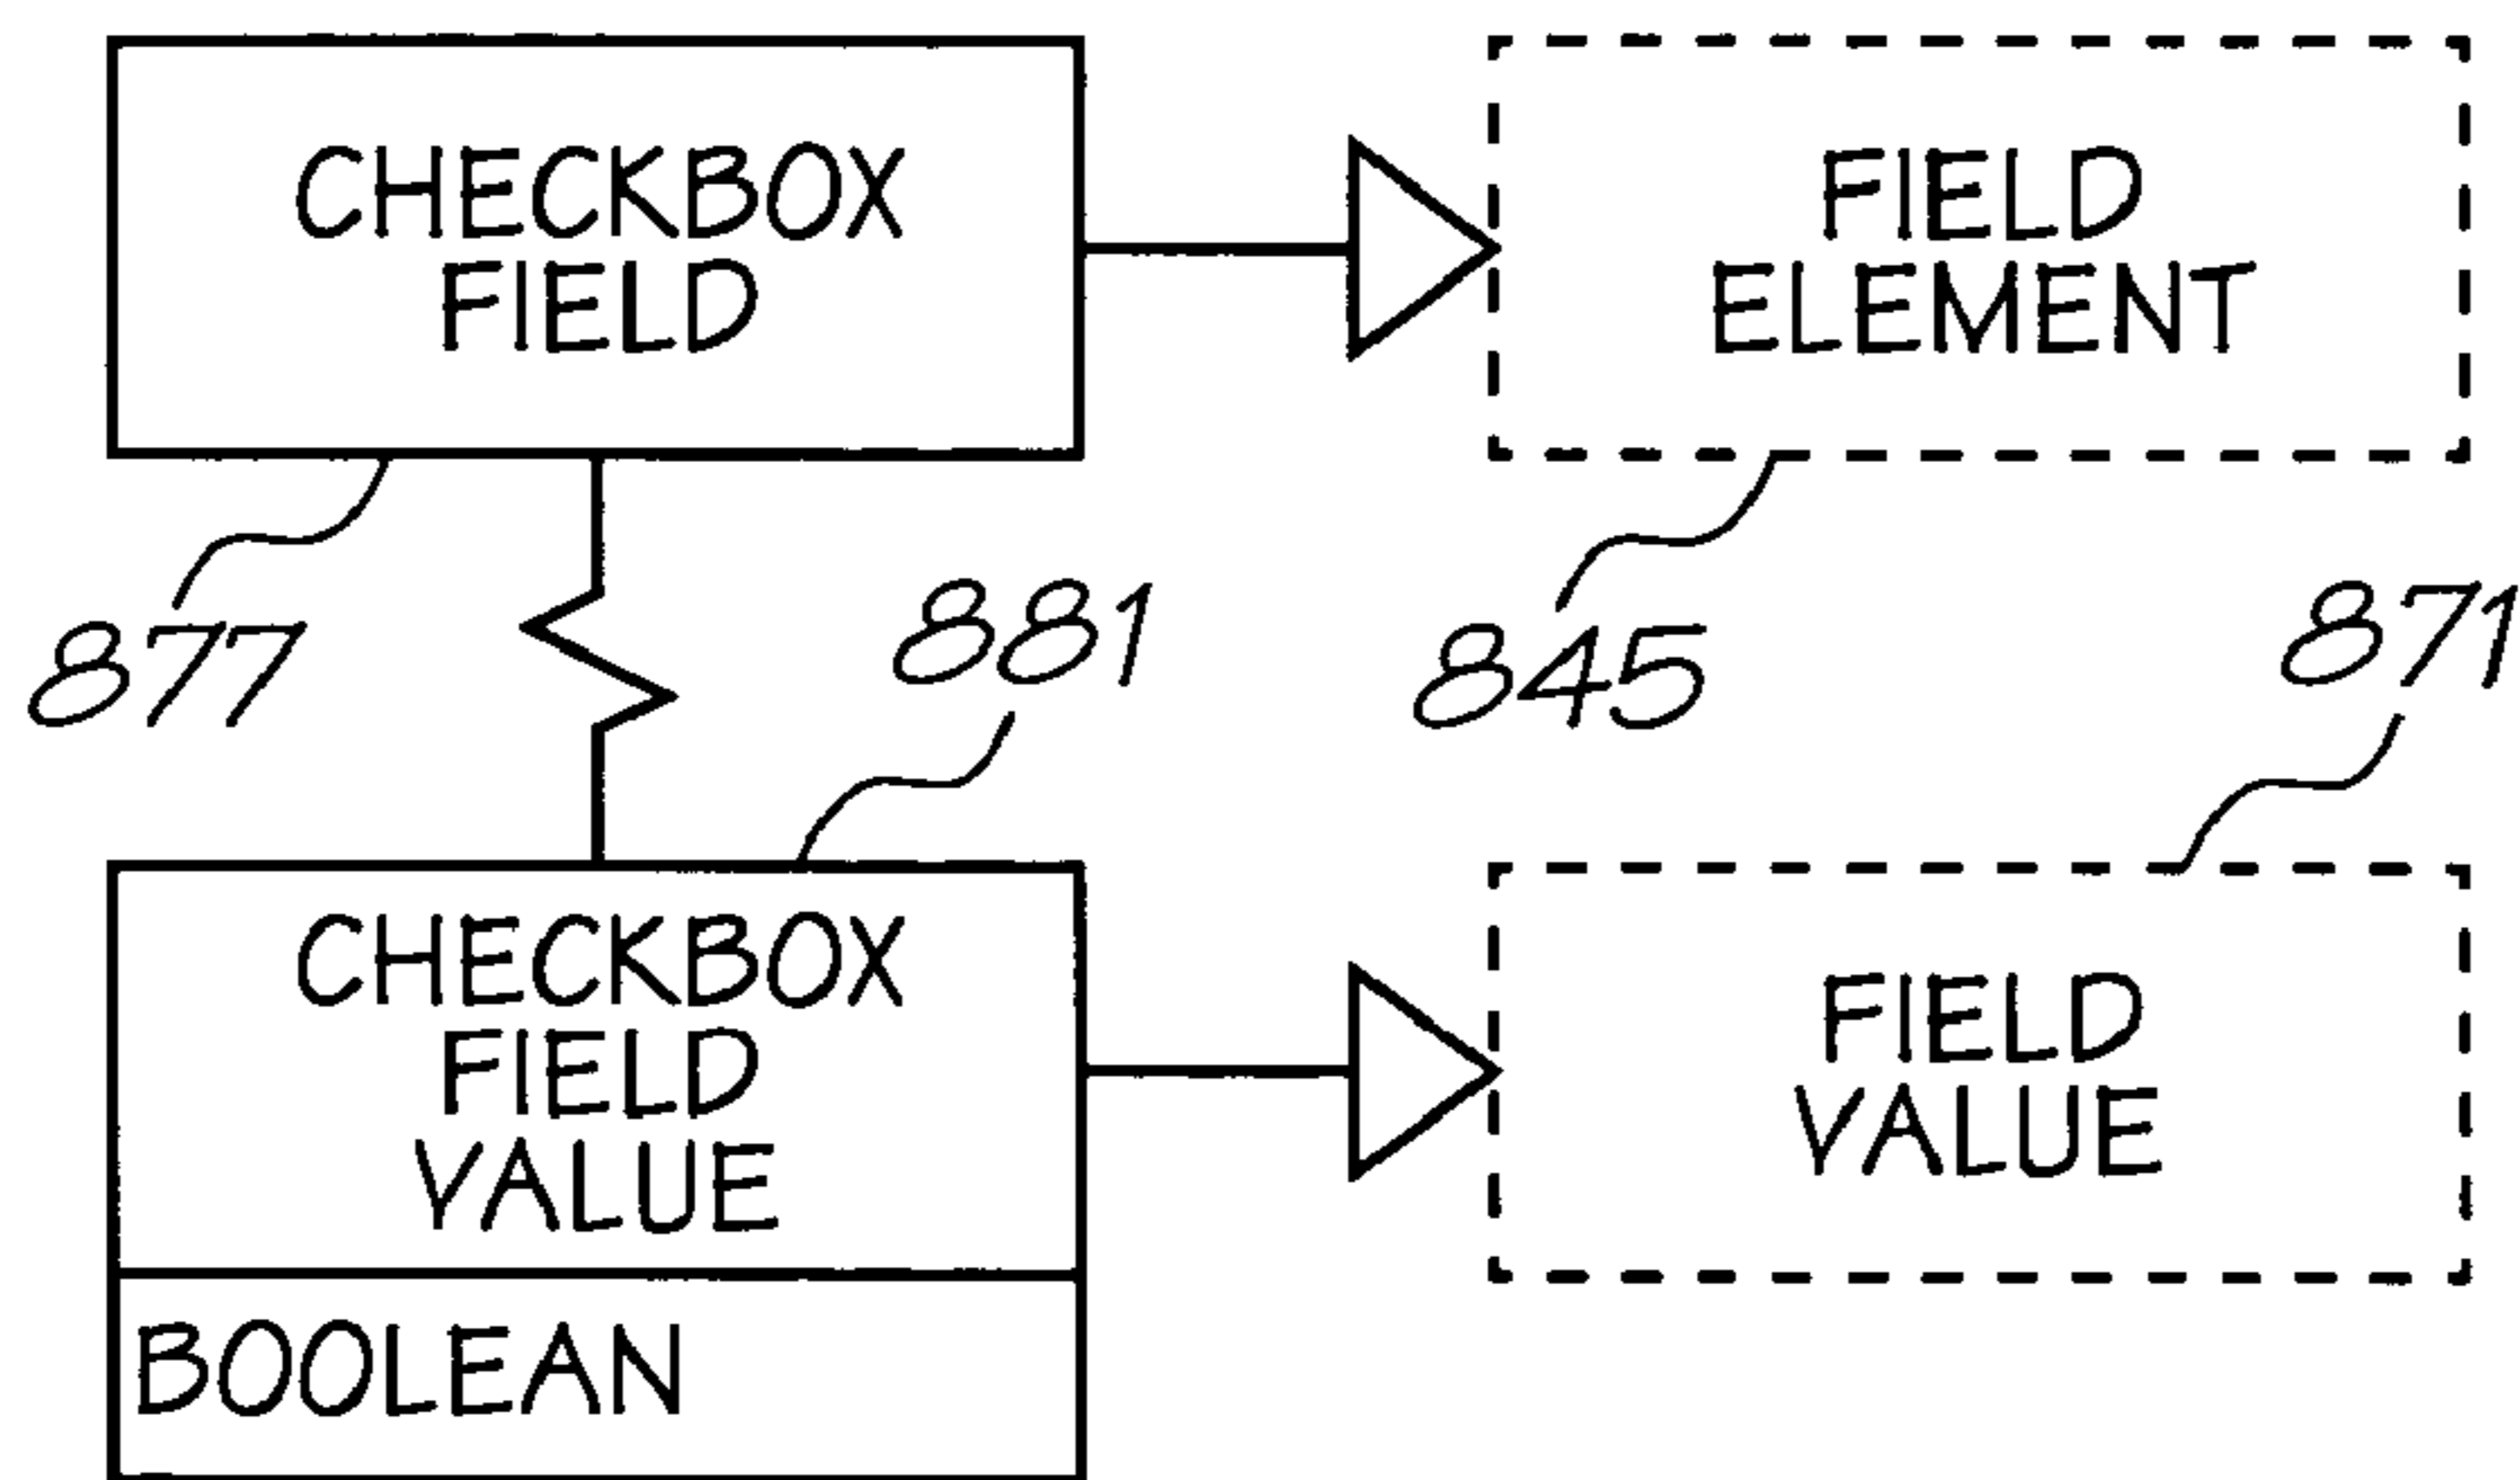 CHECKBOX
FIELD
FIELD
ELEMENT
877
881
845
871
CHECKBOX
FIELD
VALUE
FIELD
VALUE
BOOLEAN